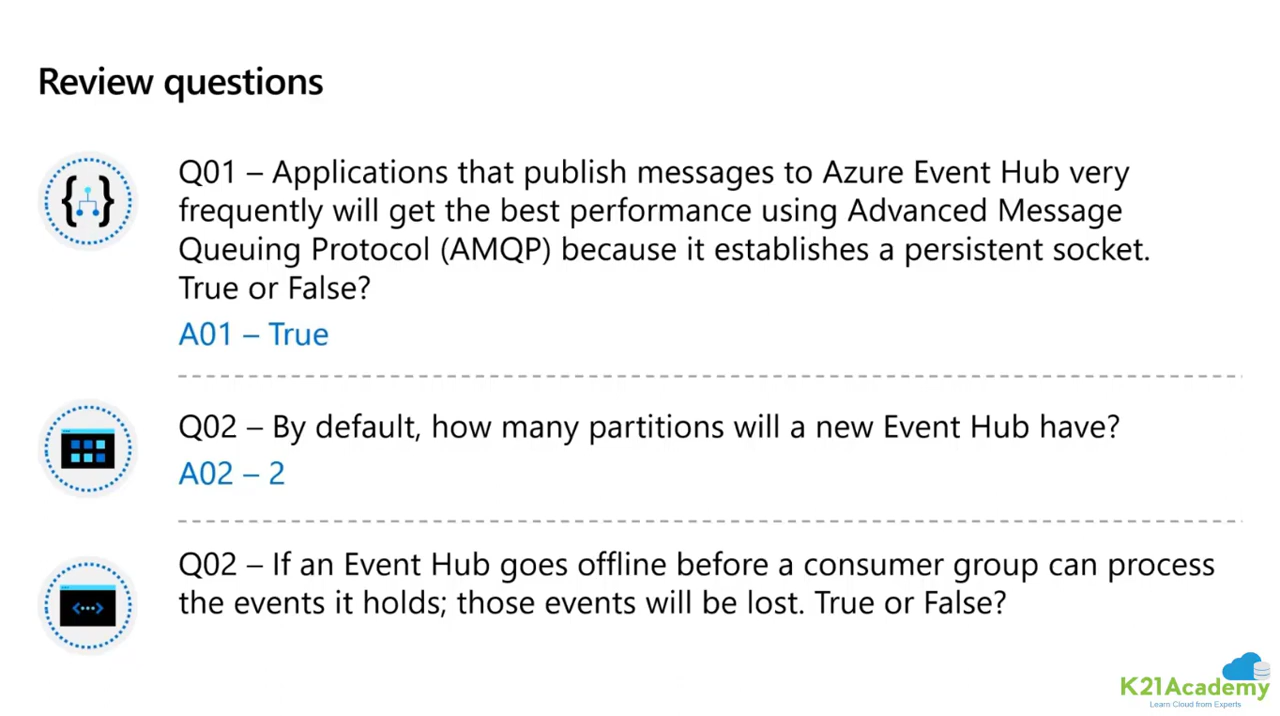 Review questions
Q01 – Applications that publish messages to Azure Event Hub very
frequently will get the best performance using Advanced Message
Queuing Protocol (AMQP) because it establishes a persistent socket.
True or False?
A01 – True
Q02 – By default, how many partitions will a new Event Hub have?
A02 – 2
Q02 – If an Event Hub goes offline before a consumer group can process
the events it holds; those events will be lost. True or False?
K21Academy
Learn Cloud from Experts